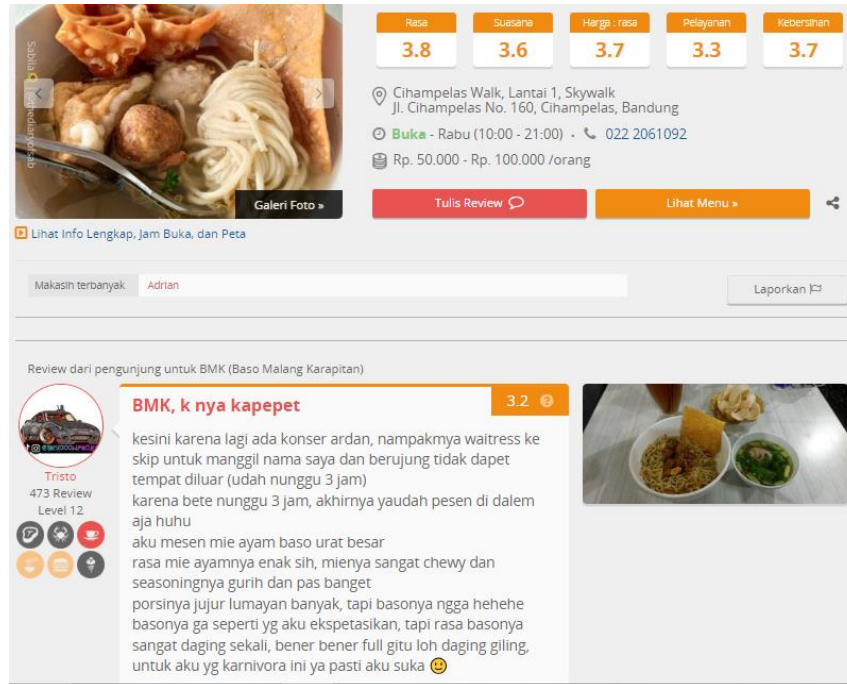 Rasa
Suasana
Harga : rasa
Pelayanan
Kebersihan
3.8
3.6
3.7
3.3
3.7
Cihampelas Walk, Lantai 1, Skywalk
Jl. Cihampelas No. 160, Cihampelas, Bandung
Buka - Rabu (10:00 - 21:00) · 022 2061092
Rp. 50.000 - Rp. 100.000 /orang
Galeri Foto »
Tulis Review
Lihat Menu »
Lihat Info Lengkap, Jam Buka, dan Peta
Makasih terbanyak
Adrian
Laporkan
Review dari pengunjung untuk BMK (Baso Malang Karapitan)
BMK, k nya kapepet
3.2
kesini karena lagi ada konser ardan, nampakmya waitress ke
skip untuk manggil nama saya dan berujung tidak dapet
tempat diluar (udah nunggu 3 jam)
karena bete nunggu 3 jam, akhirnya yaudah pesen di dalem
aja huhu
aku mesen mie ayam baso urat besar
rasa mie ayamnya enak sih, mienya sangat chewy dan
seasoningnya gurih dan pas banget
porsinya jujur lumayan banyak, tapi basonya ngga hehehe
basonya ga seperti yg aku ekspetasikan, tapi rasa basonya
sangat daging sekali, bener bener full gitu loh daging giling,
untuk aku yg karnivora ini ya pasti aku suka 🙂
Tristo
473 Review
Level 12